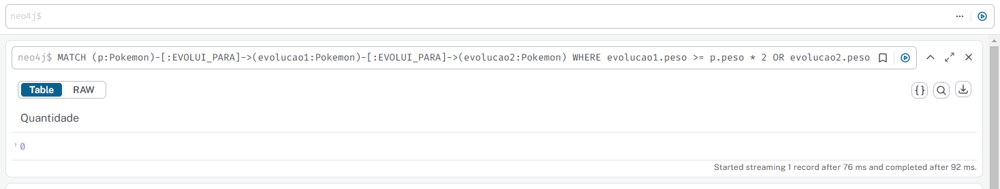 neo4j$
neo4j$ MATCH (p:Pokemon)-[:EVOLUI_PARA]->(evolucao1:Pokemon)-[:EVOLUI_PARA]->(evolucao2:Pokemon) WHERE evolucao1.peso >= p.peso * 2 OR evolucao2.peso
Table RAW
Quantidade
1 0
Started streaming 1 record after 76 ms and completed after 92 ms.